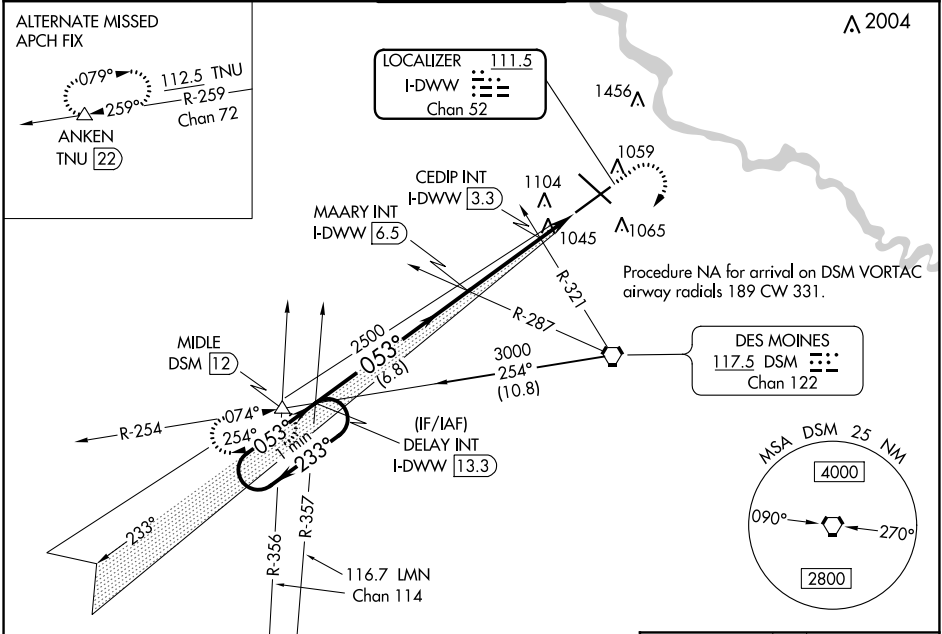 ALTERNATE MISSED
APCH FIX
079°
259°
112.5 TNU
R-259
Chan 72
ANKEN
TNU 22
LOCALIZER 111.5
I-DWW
Chan 52
2004
1456
1059
1104
1045
1065
CEDIP INT
I-DWW 3.3
MAARY INT
I-DWW 6.5
R-321
R-287
Procedure NA for arrival on DSM VORTAC
airway radials 189 CW 331.
DES MOINES
117.5 DSM
Chan 122
MIDLE
DSM 12
2500
053°
(6.8)
3000
254°
(10.8)
R-254
074°
254°
053°
1 min
233°
(IF/IAF)
DELAY INT
I-DWW 13.3
233°
R-356
R-357
116.7 LMN
Chan 114
MSA DSM 25 NM
4000
090°
270°
2800